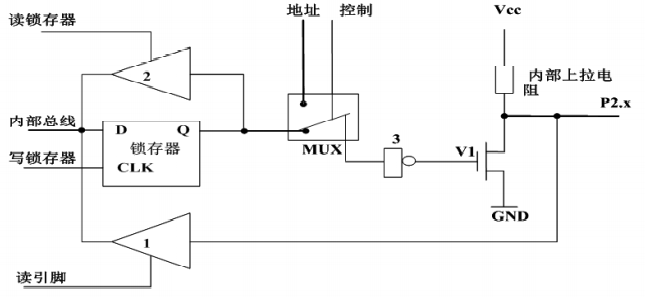 地址 控制 Vcc
读锁存器
2
内部上拉电
阻
P2.x
内部总线 D Q
锁存器
写锁存器 CLK
MUX
3
V1
GND
1
读引脚